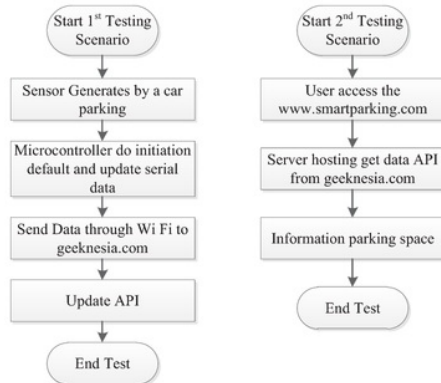 Start 1st Testing
Scenario
Sensor Generates by a car
parking
Microcontroller do initiation
default and update serial
data
Send Data through Wi Fi to
geeknesia.com
Update API
End Test
Start 2nd Testing
Scenario
User access the
www.smartparking.com
Server hosting get data API
from geeknesia.com
Information parking space
End Test